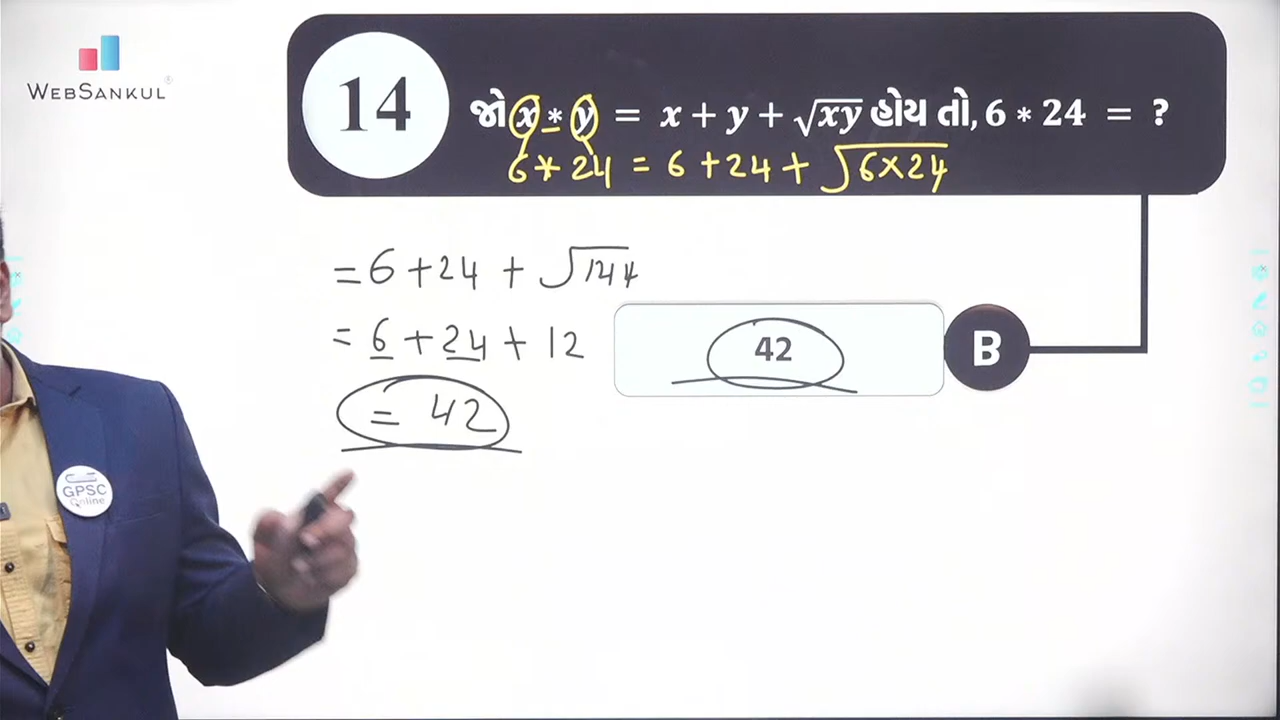 WEBSANKUL
14
જો x * y = x + y + √xy હોય તો, 6 * 24 = ?
6 * 24 = 6 + 24 + √6×24
= 6 + 24 + √144
= 6 + 24 + 12
42
B
= 42
GPSC
Online